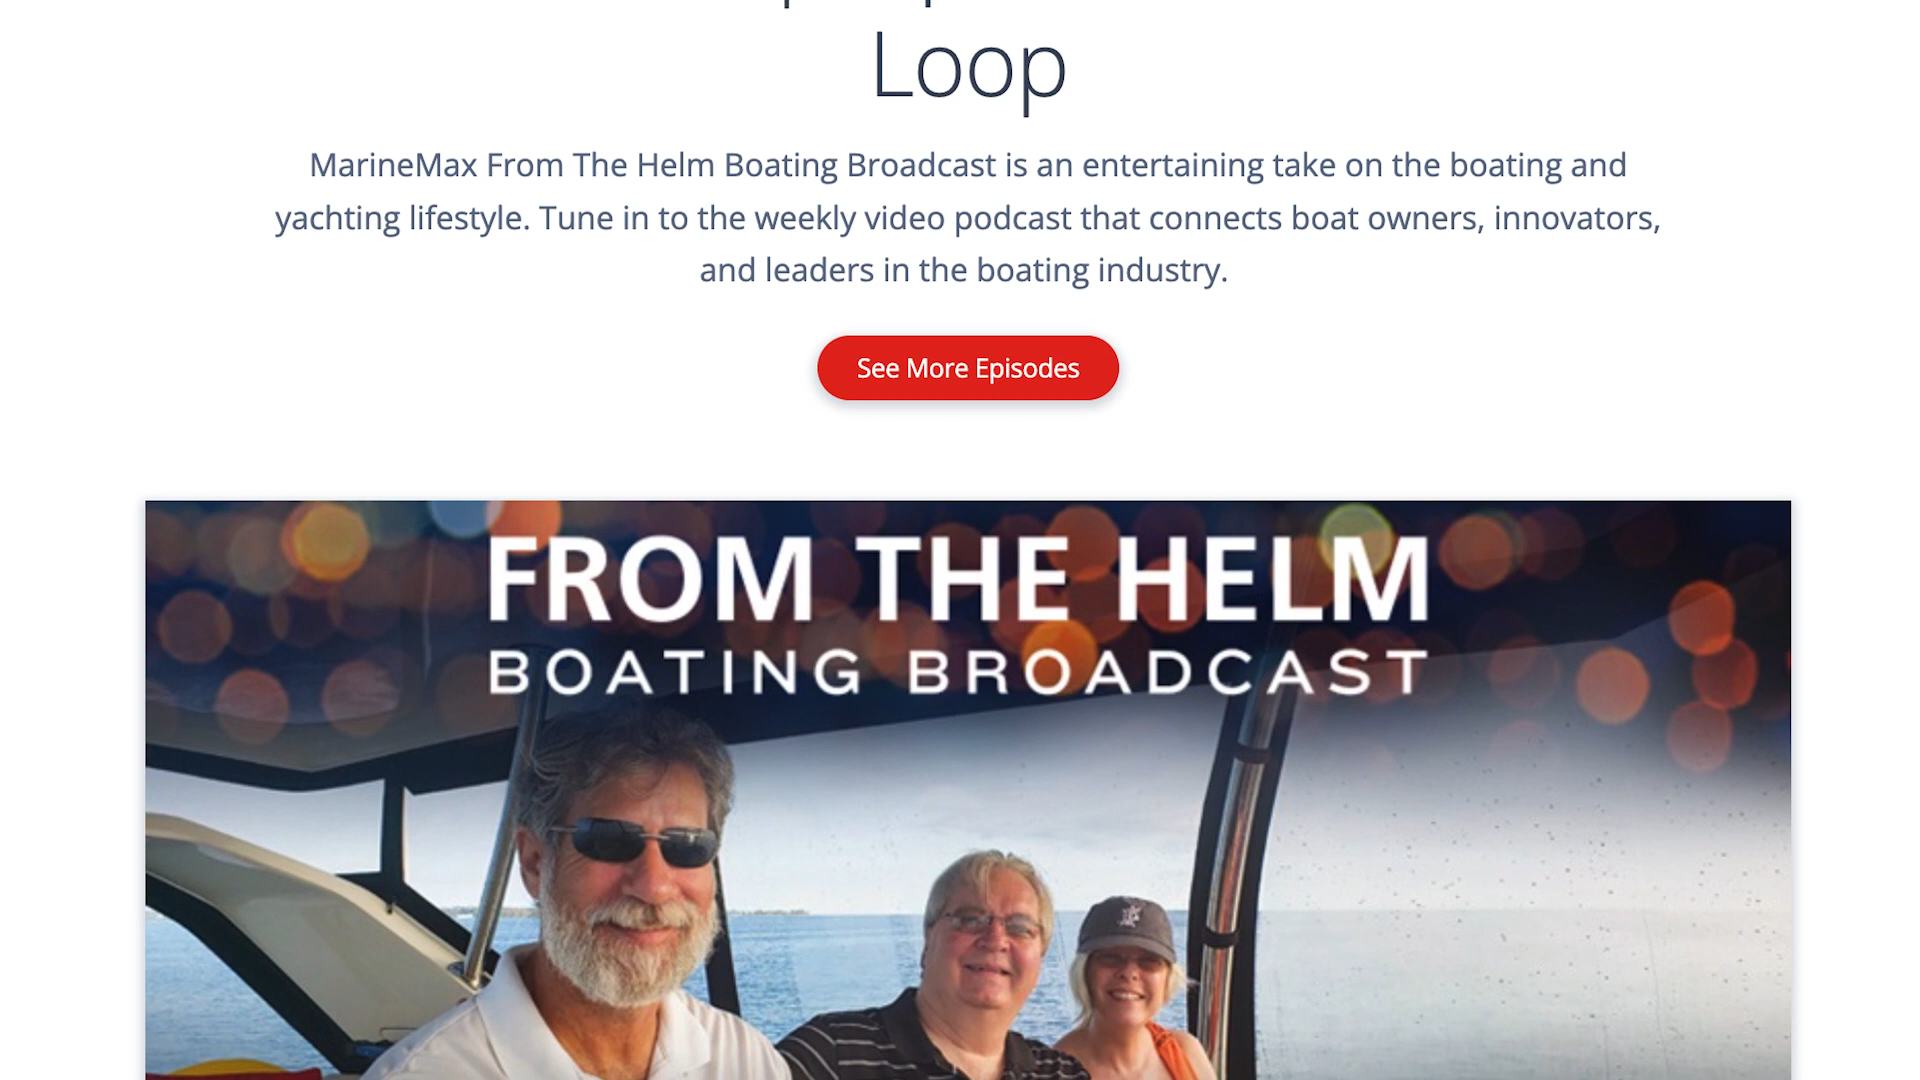 Loop
MarineMax From The Helm Boating Broadcast is an entertaining take on the boating and
yachting lifestyle. Tune in to the weekly video podcast that connects boat owners, innovators,
and leaders in the boating industry.
See More Episodes
FROM THE HELM
BOATING BROADCAST